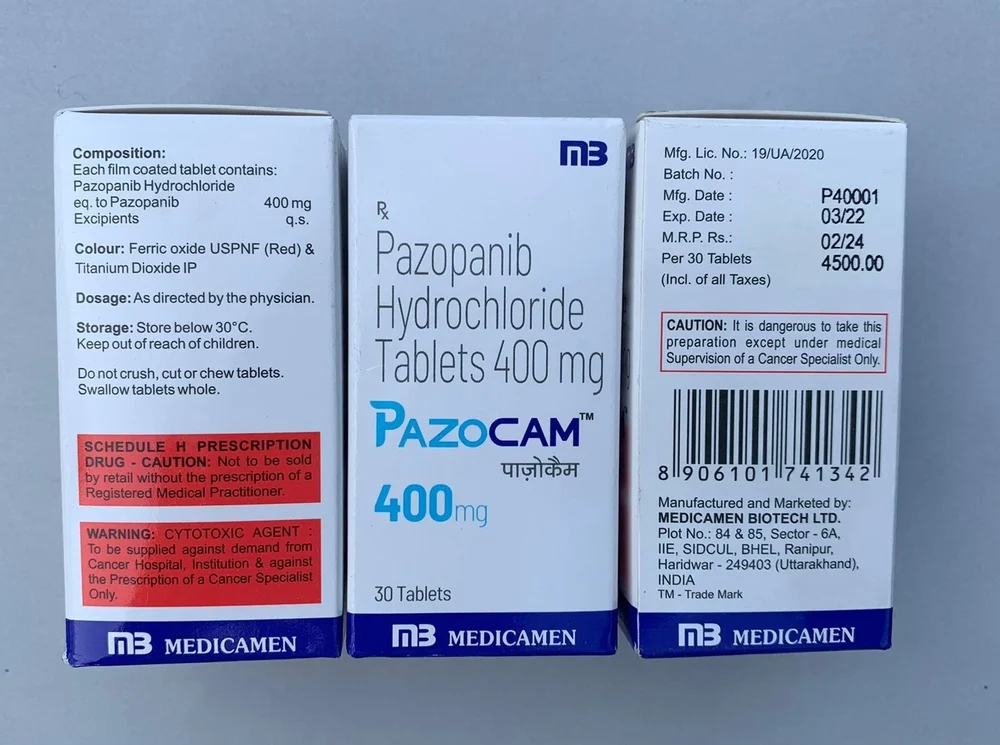 Composition:
Each film coated tablet contains:
Pazopanib Hydrochloride
eq. to Pazopanib 400 mg
Excipients q.s.
Colour: Ferric oxide USPNF (Red) &
Titanium Dioxide IP
Dosage: As directed by the physician.
Storage: Store below 30°C.
Keep out of reach of children.
Do not crush, cut or chew tablets.
Swallow tablets whole.
SCHEDULE H PRESCRIPTION
DRUG - CAUTION: Not to be sold
by retail without the prescription of a
Registered Medical Practitioner.
WARNING: CYTOTOXIC AGENT :
To be supplied against demand from
Cancer Hospital, Institution & against
the Prescription of a Cancer Specialist
Only.
MB MEDICAMEN
MB
Rx
Pazopanib
Hydrochloride
Tablets 400 mg
PAZOCAM™
पाज़ोकैम
400mg
30 Tablets
MB MEDICAMEN
Mfg. Lic. No.: 19/UA/2020
Batch No. :
Mfg. Date : P40001
Exp. Date : 03/22
M.R.P. Rs.: 02/24
Per 30 Tablets 4500.00
(Incl. of all Taxes)
CAUTION: It is dangerous to take this
preparation except under medical
Supervision of a Cancer Specialist Only.
8 906101 741342
Manufactured and Marketed by:
MEDICAMEN BIOTECH LTD.
Plot No.: 84 & 85, Sector - 6A,
IIE, SIDCUL, BHEL, Ranipur,
Haridwar - 249403 (Uttarakhand),
INDIA
TM - Trade Mark
MB MEDICAMEN